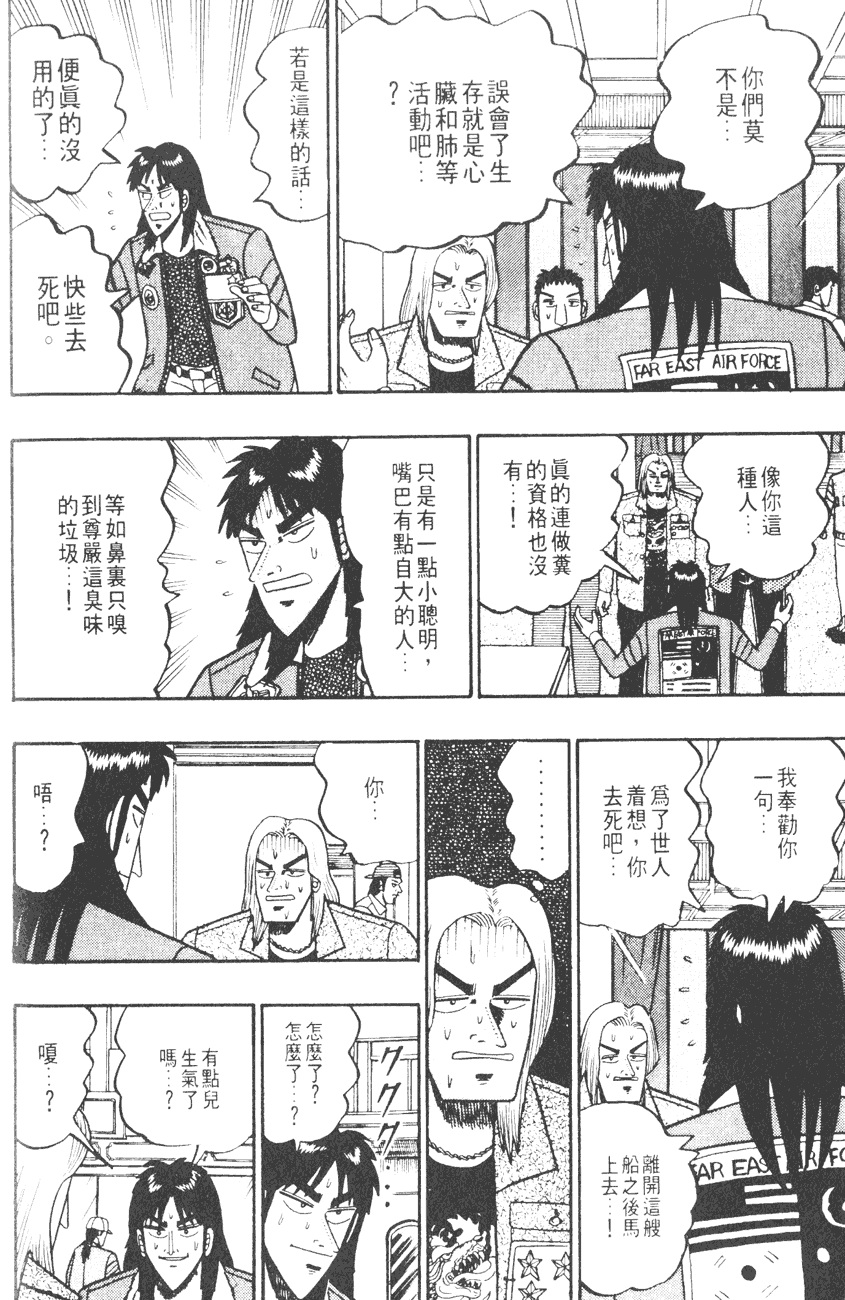 你們莫
不是…
誤會了生
存就是心
臟和肺等
活動吧…
?
FAR EAST AIR FORCE
若是這樣的話…
便眞的沒
用的了…
快些去
死吧。
像你這
種人…
眞的連做糞
的資格也沒
有…!
只是有一點小聰明，
嘴巴有點自大的人…
等如鼻裏只嗅
到尊嚴這臭味
的垃圾…!
我奉勸你
一句…
爲了世人
着想，你
去死吧…
離開這艘
船之後馬
上去…!
FAR EAST AIR FO
……
你…
唔…?
ククク…
怎麼了?
怎麼了…?
有點兒
生氣了
嗎…?
嗄…?